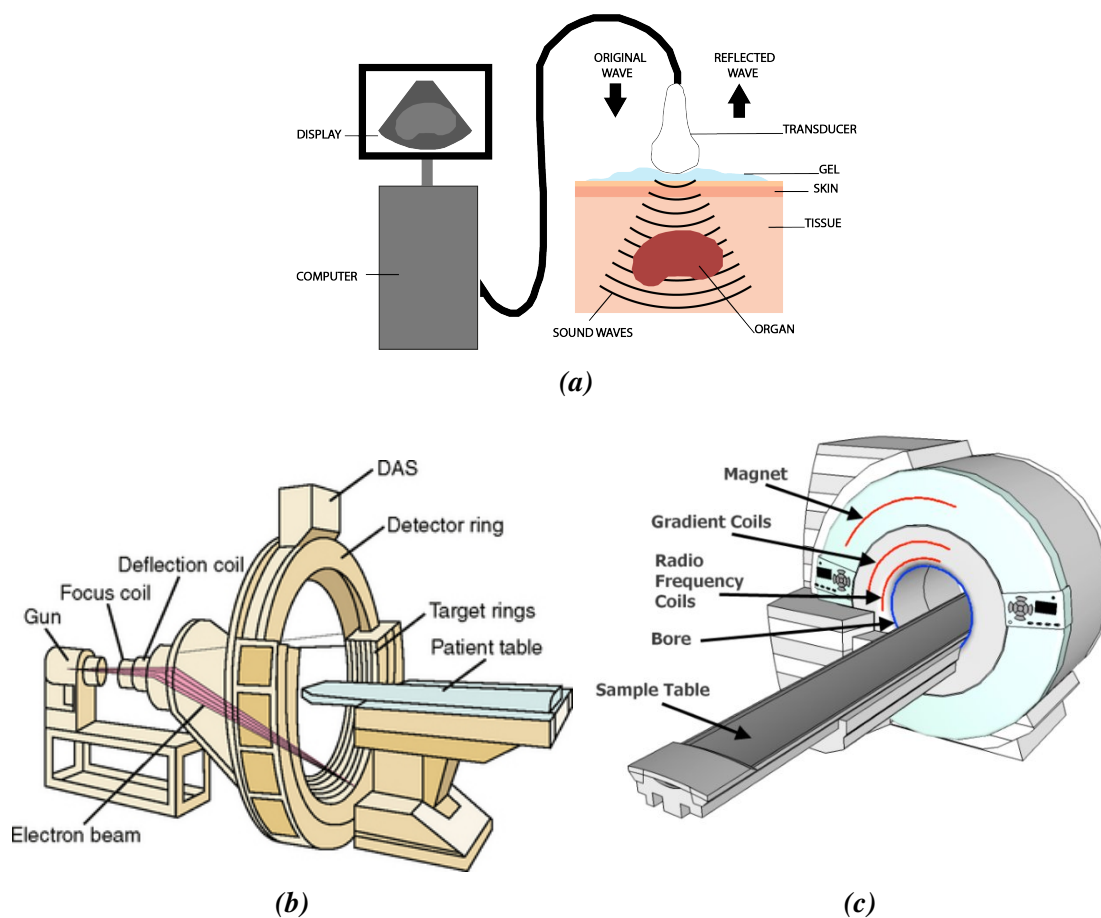 ORIGINAL
WAVE
REFLECTED
WAVE
DISPLAY
TRANSDUCER
GEL
SKIN
TISSUE
COMPUTER
SOUND WAVES
ORGAN
(a)
DAS
Detector ring
Deflection coil
Focus coil
Gun
Target rings
Patient table
Electron beam
(b)
Magnet
Gradient Coils
Radio
Frequency
Coils
Bore
Sample Table
(c)